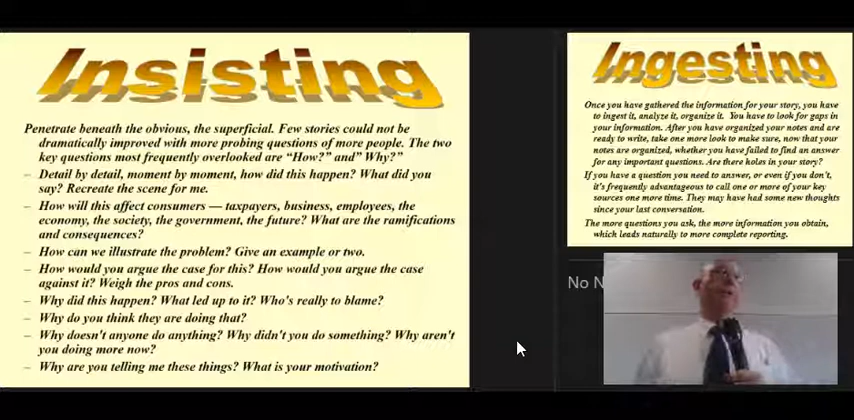 Insisting
Penetrate beneath the obvious, the superficial. Few stories could not be
dramatically improved with more probing questions of more people. The two
key questions most frequently overlooked are “How?” and” Why?”
– Detail by detail, moment by moment, how did this happen? What did you
say? Recreate the scene for me.
– How will this affect consumers — taxpayers, business, employees, the
economy, the society, the government, the future? What are the ramifications
and consequences?
– How can we illustrate the problem? Give an example or two.
– How would you argue the case for this? How would you argue the case
against it? Weigh the pros and cons.
– Why did this happen? What led up to it? Who's really to blame?
– Why do you think they are doing that?
– Why doesn't anyone do anything? Why didn't you do something? Why aren't
you doing more now?
– Why are you telling me these things? What is your motivation?
Ingesting
Once you have gathered the information for your story, you have
to ingest it, analyze it, organize it. You have to look for gaps in
your information. After you have organized your notes and are
ready to write, take one more look to make sure, now that your
notes are organized, whether you have failed to find an answer
for any important questions. Are there holes in your story?
If you have a question you need to answer, or even if you don't,
it's frequently advantageous to call one or more of your key
sources one more time. They may have had some new thoughts
since your last conversation.
The more questions you ask, the more information you obtain,
which leads naturally to more complete reporting.
No